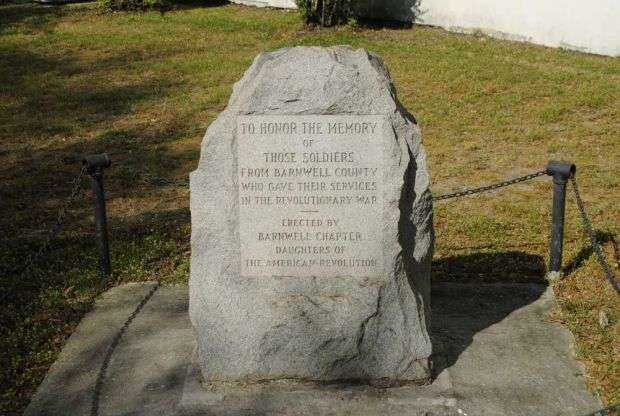 TO HONOR THE MEMORY
OF
THOSE SOLDIERS
FROM BARNWELL COUNTY
WHO GAVE THEIR SERVICES
IN THE REVOLUTIONARY WAR
ERECTED BY
BARNWELL CHAPTER
DAUGHTERS OF
THE AMERICAN REVOLUTION